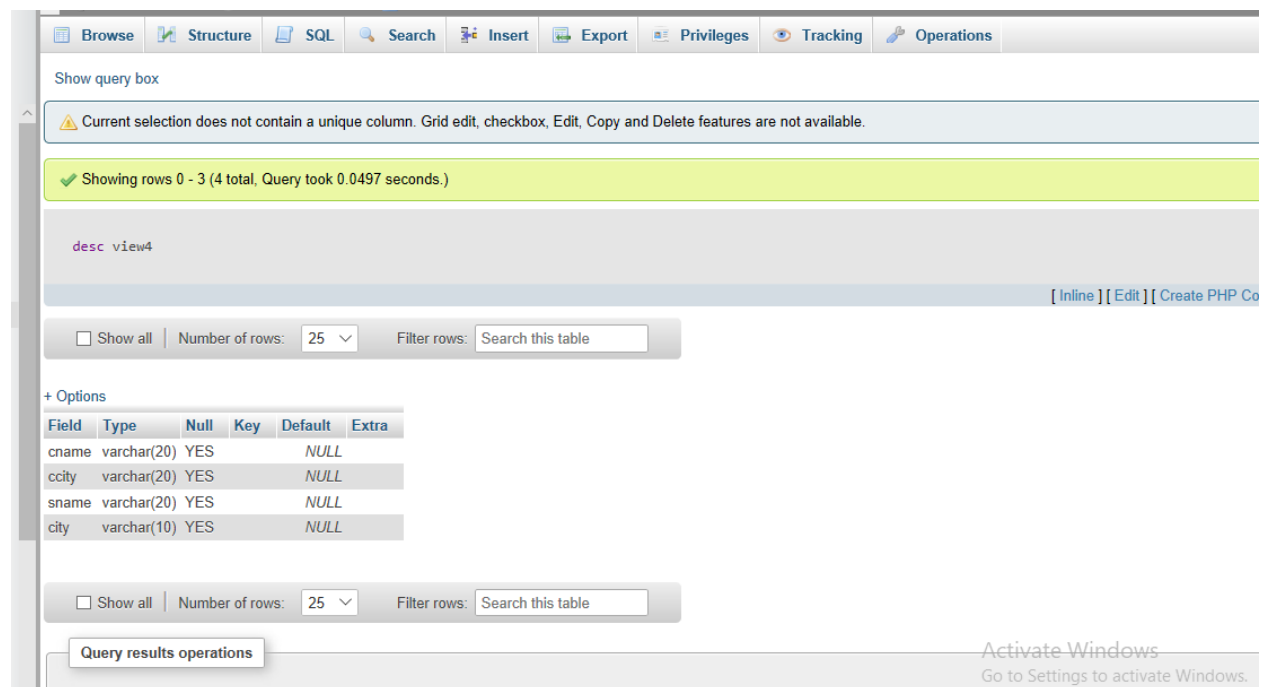 Browse Structure SQL Search Insert Export Privileges Tracking Operations
Show query box
Current selection does not contain a unique column. Grid edit, checkbox, Edit, Copy and Delete features are not available.
Showing rows 0 - 3 (4 total, Query took 0.0497 seconds.)
desc view4
[ Inline ] [ Edit ] [ Create PHP Co
Show all Number of rows: 25 Filter rows: Search this table
+ Options
Field Type Null Key Default Extra
cname varchar(20) YES NULL
ccity varchar(20) YES NULL
sname varchar(20) YES NULL
city varchar(10) YES NULL
Show all Number of rows: 25 Filter rows: Search this table
Query results operations
Activate Windows
Go to Settings to activate Windows.